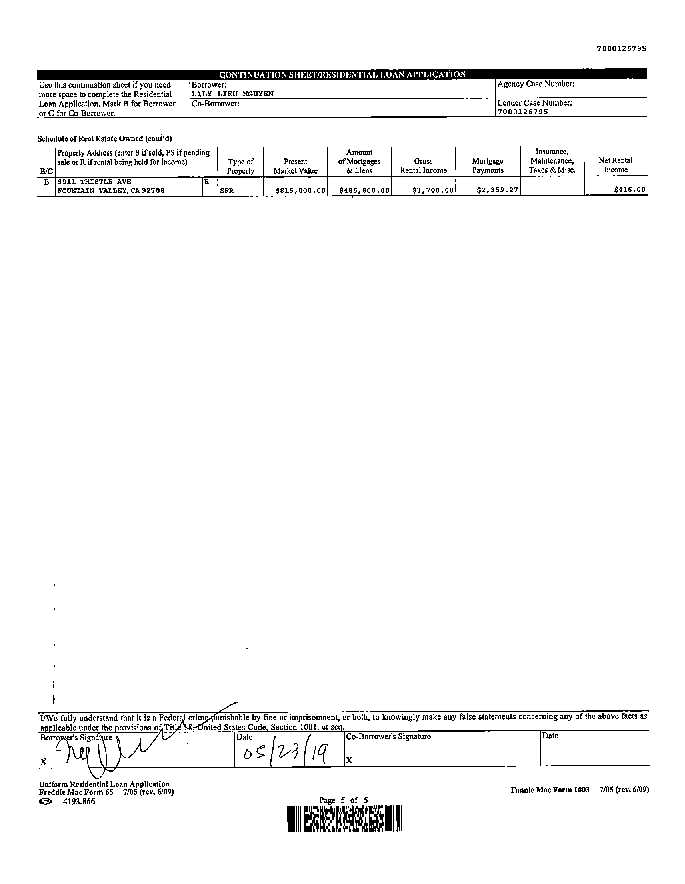 7000126795
CONTINUATION SHEET/RESIDENTIAL LOAN APPLICATION
Use this continuation sheet if you need
more space to complete the Residential
Loan Application. Mark B for Borrower
or C for Co-Borrower.
Borrower:
LILY LIEU NGUYEN
Co-Borrower:
Agency Case Number:
Lender Case Number:
7000126795
Schedule of Real Estate Owned (cont'd)
B/C
Property Address (enter S if sold, PS if pending
sale or R if rental being held for income)
Type of
Property
Present
Market Value
Amount
of Mortgages
& Liens
Gross
Rental Income
Mortgage
Payments
Insurance,
Maintenance,
Taxes & Misc.
Net Rental
Income
B THISTLE AVE R
FOUNTAIN VALLEY, CA 92708 SFR $815,000.00 $1,700.00 $2,359.27
I/We fully understand that it is a Federal crime punishable by fine or imprisonment, or both, to knowingly make any false statements concerning any of the above facts as
applicable under the provisions of Title 18, United States Code, Section 1001, et seq.
Borrower's Signature
X
Date
05/23/19
Co-Borrower's Signature
X
Date
Uniform Residential Loan Application
Freddie Mac Form 65 7/05 (rev. 6/09)
4193.866
Page 5 of 5
Fannie Mae Form 1003 7/05 (rev. 6/09)